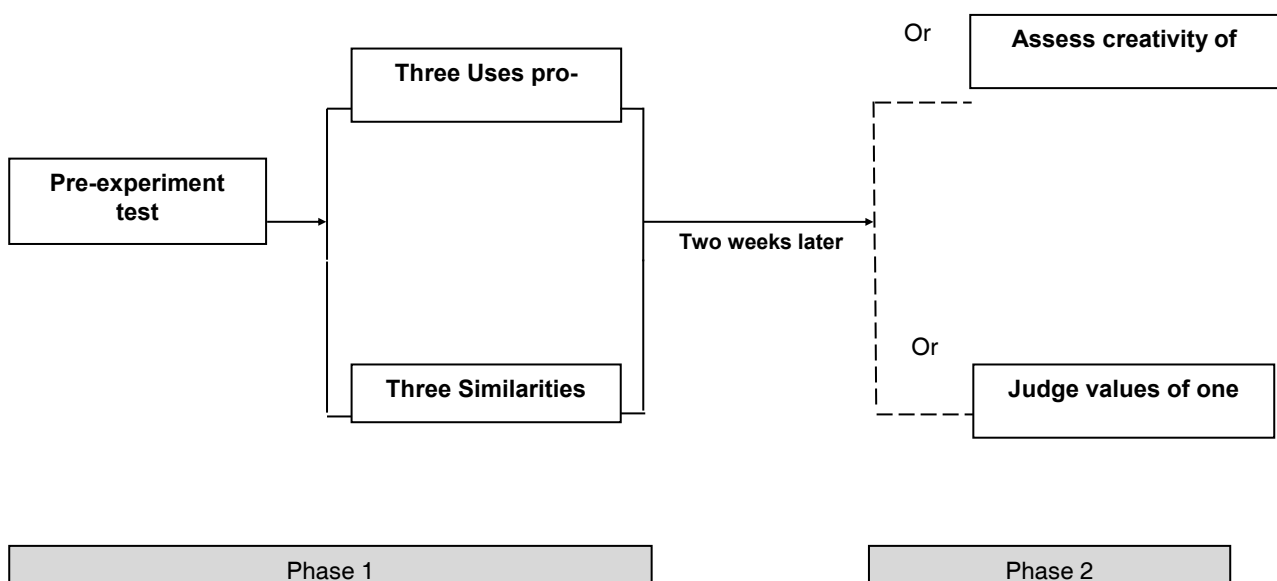 Or
Assess creativity of
Three Uses pro-
Pre-experiment
test
Two weeks later
Or
Three Similarities
Judge values of one
Phase 1
Phase 2